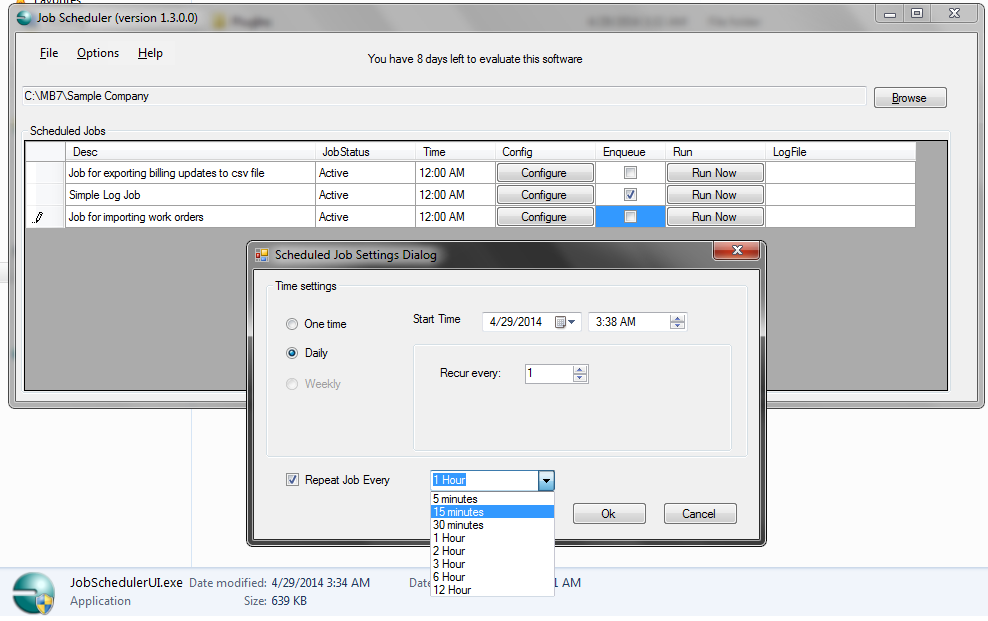 Favorites
Job Scheduler (version 1.3.0.0)
File Options Help
You have 8 days left to evaluate this software
C:\MB7\Sample Company
Browse
Scheduled Jobs
Desc JobStatus Time Config Enqueue Run LogFile
Job for exporting billing updates to csv file Active 12:00 AM Configure Run Now
Simple Log Job Active 12:00 AM Configure Run Now
Job for importing work orders Active 12:00 AM Configure Run Now
Scheduled Job Settings Dialog
Time settings
One time
Start Time 4/29/2014 3:38 AM
Daily
Recur every: 1
Weekly
Repeat Job Every 1 Hour
5 minutes
15 minutes
30 minutes
1 Hour
2 Hour
3 Hour
6 Hour
12 Hour
Ok Cancel
JobSchedulerUI.exe Date modified: 4/29/2014 3:34 AM
Application Size: 639 KB